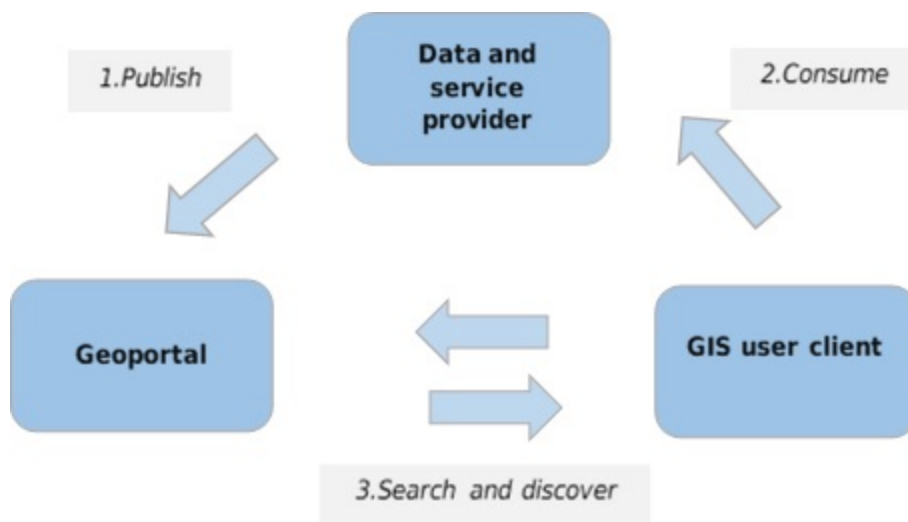 1.Publish
Data and
service
provider
2.Consume
Geoportal
GIS user client
3.Search and discover